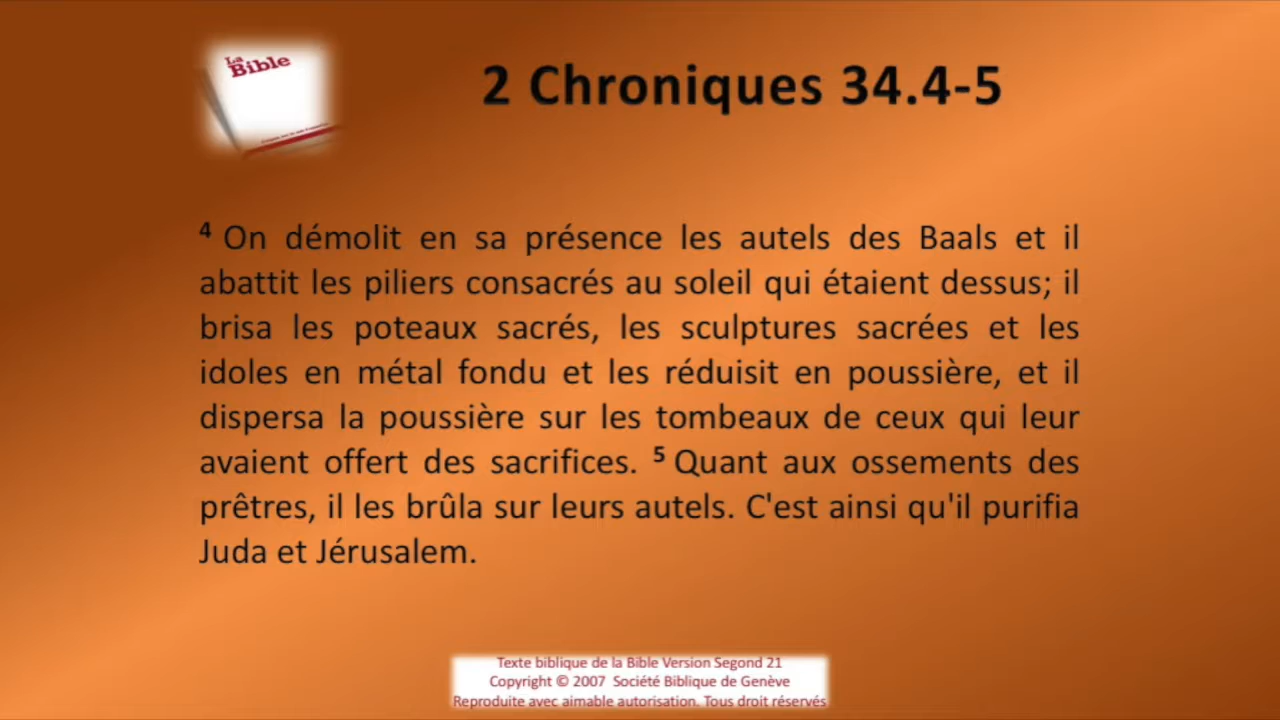 La
Bible
2 Chroniques 34.4-5
4 On démolit en sa présence les autels des Baals et il
abattit les piliers consacrés au soleil qui étaient dessus; il
brisa les poteaux sacrés, les sculptures sacrées et les
idoles en métal fondu et les réduisit en poussière, et il
dispersa la poussière sur les tombeaux de ceux qui leur
avaient offert des sacrifices. 5 Quant aux ossements des
prêtres, il les brûla sur leurs autels. C'est ainsi qu'il purifia
Juda et Jérusalem.
Texte biblique de la Bible Version Segond 21
Copyright © 2007 Société Biblique de Genève
Reproduite avec aimable autorisation. Tous droit réservés